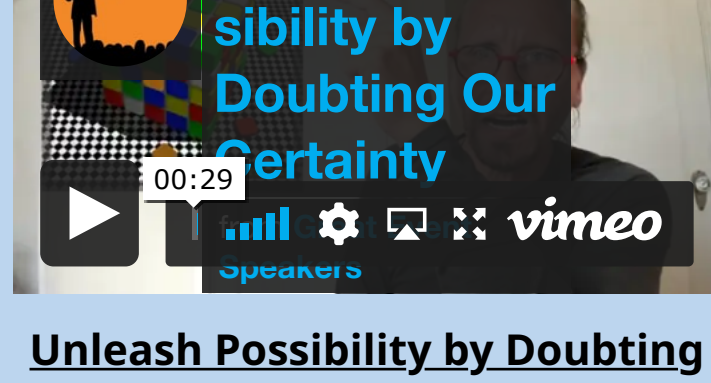 sibility by
Doubting Our
Certainty
00:29
vimeo
Speakers
Unleash Possibility by Doubting